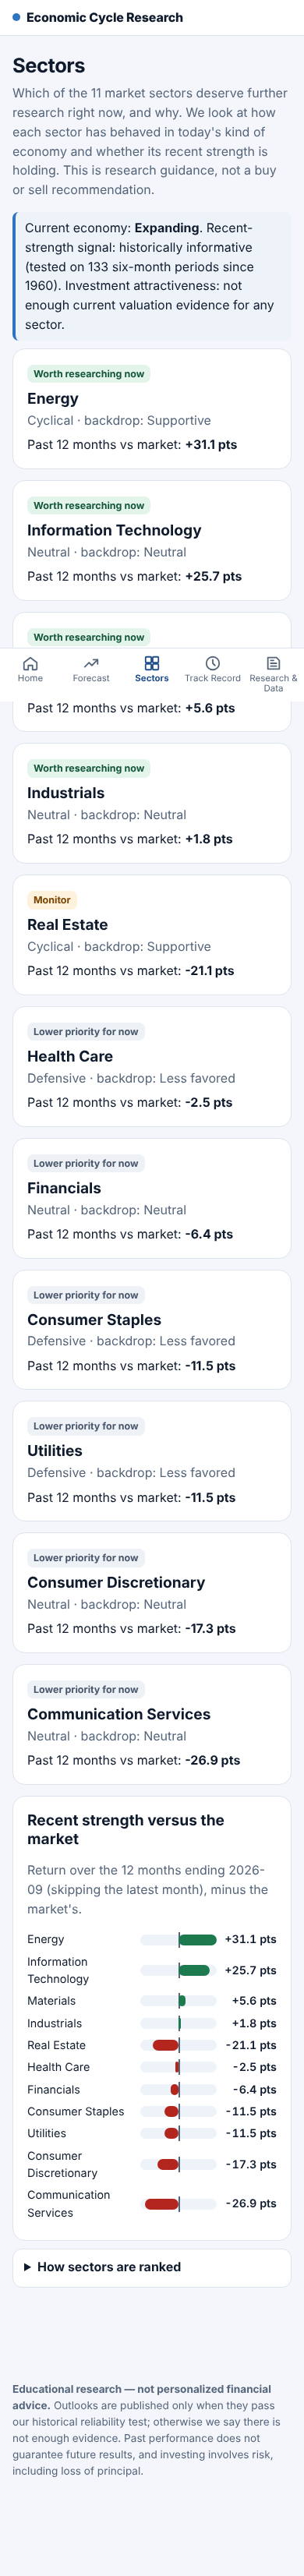 Economic Cycle Research
Sectors
Which of the 11 market sectors deserve further
research right now, and why. We look at how
each sector has behaved in today's kind of
economy and whether its recent strength is
holding. This is research guidance, not a buy
or sell recommendation.
Current economy: Expanding. Recent-
strength signal: historically informative
(tested on 133 six-month periods since
1960). Investment attractiveness: not
enough current valuation evidence for any
sector.
Worth researching now
Energy
Cyclical · backdrop: Supportive
Past 12 months vs market: +31.1 pts
Worth researching now
Information Technology
Neutral · backdrop: Neutral
Past 12 months vs market: +25.7 pts
Worth researching now
Home
Forecast
Sectors
Track Record
Research &
Data
Past 12 months vs market: +5.6 pts
Worth researching now
Industrials
Neutral · backdrop: Neutral
Past 12 months vs market: +1.8 pts
Monitor
Real Estate
Cyclical · backdrop: Supportive
Past 12 months vs market: -21.1 pts
Lower priority for now
Health Care
Defensive · backdrop: Less favored
Past 12 months vs market: -2.5 pts
Lower priority for now
Financials
Neutral · backdrop: Neutral
Past 12 months vs market: -6.4 pts
Lower priority for now
Consumer Staples
Defensive · backdrop: Less favored
Past 12 months vs market: -11.5 pts
Lower priority for now
Utilities
Defensive · backdrop: Less favored
Past 12 months vs market: -11.5 pts
Lower priority for now
Consumer Discretionary
Neutral · backdrop: Neutral
Past 12 months vs market: -17.3 pts
Lower priority for now
Communication Services
Neutral · backdrop: Neutral
Past 12 months vs market: -26.9 pts
Recent strength versus the
market
Return over the 12 months ending 2026-
09 (skipping the latest month), minus the
market's.
Energy +31.1 pts
Information
Technology +25.7 pts
Materials +5.6 pts
Industrials +1.8 pts
Real Estate -21.1 pts
Health Care -2.5 pts
Financials -6.4 pts
Consumer Staples -11.5 pts
Utilities -11.5 pts
Consumer
Discretionary -17.3 pts
Communication
Services -26.9 pts
How sectors are ranked
Educational research — not personalized financial
advice. Outlooks are published only when they pass
our historical reliability test; otherwise we say there is
not enough evidence. Past performance does not
guarantee future results, and investing involves risk,
including loss of principal.